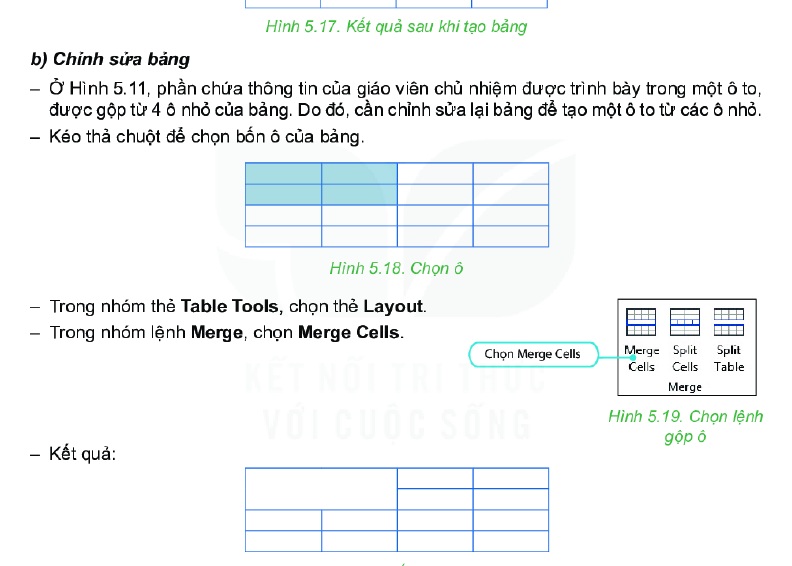 Hình 5.17. Kết quả sau khi tạo bảng
b) Chỉnh sửa bảng
– Ở Hình 5.11, phần chứa thông tin của giáo viên chủ nhiệm được trình bày trong một ô to,
được gộp từ 4 ô nhỏ của bảng. Do đó, cần chỉnh sửa lại bảng để tạo một ô to từ các ô nhỏ.
– Kéo thả chuột để chọn bốn ô của bảng.
Hình 5.18. Chọn ô
– Trong nhóm thẻ Table Tools, chọn thẻ Layout.
– Trong nhóm lệnh Merge, chọn Merge Cells.
Chọn Merge Cells
Merge Split Split
Cells Cells Table
Merge
Hình 5.19. Chọn lệnh
gộp ô
KẾT NỐI TRI THỨC
VỚI CUỘC SỐNG
– Kết quả: